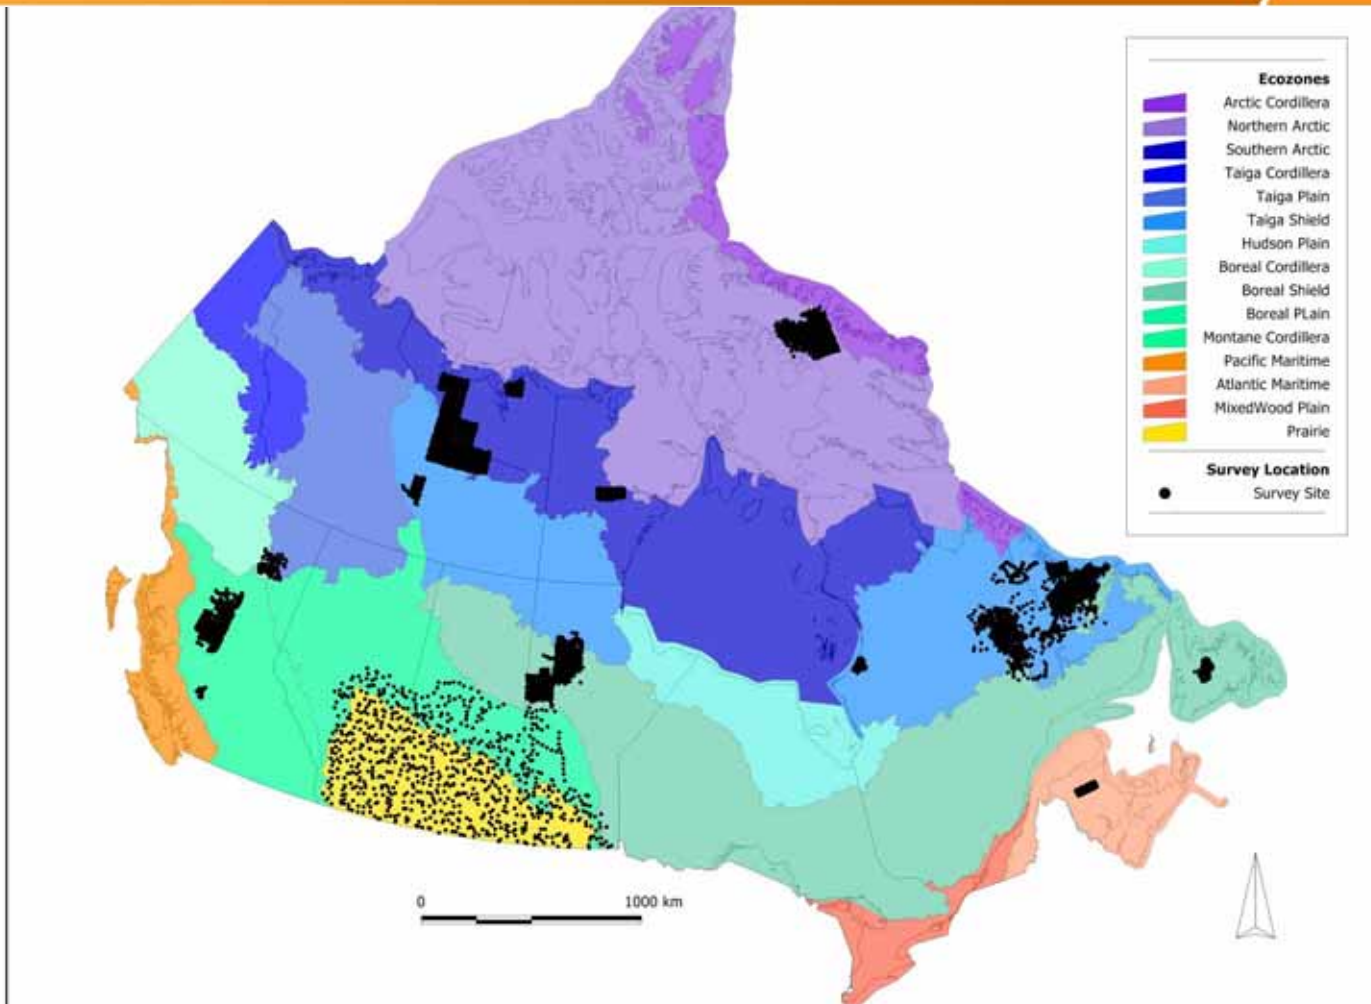 Ecozones
Arctic Cordillera
Northern Arctic
Southern Arctic
Taiga Cordillera
Taiga Plain
Taiga Shield
Hudson Plain
Boreal Cordillera
Boreal Shield
Boreal PLain
Montane Cordillera
Pacific Maritime
Atlantic Maritime
MixedWood Plain
Prairie
Survey Location
Survey Site
0 1000 km